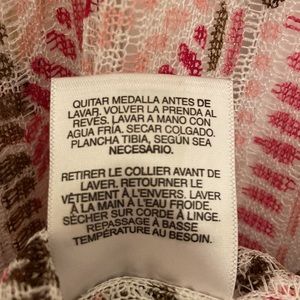 QUITAR MEDALLA ANTES DE
LAVAR. VOLVER LA PRENDA AL
REVÉS. LAVAR A MANO CON
AGUA FRÍA. SECAR COLGADO.
PLANCHA TIBIA, SEGÚN SEA
NECESARIO.
RETIRER LE COLLIER AVANT DE
LAVER. RETOURNER LE
VÊTEMENT À L'ENVERS. LAVER
À LA MAIN À L'EAU FROIDE.
SÉCHER SUR CORDE À LINGE.
REPASSAGE À BASSE
TEMPÉRATURE AU BESOIN.